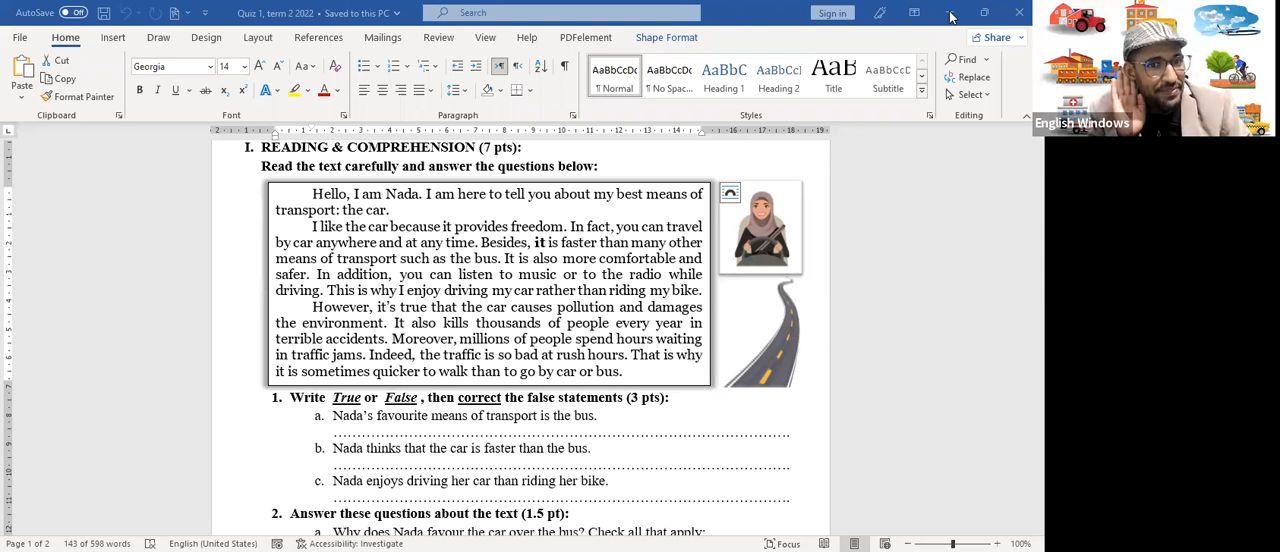 AutoSave Off Quiz 1, term 2 2022 • Saved to this PC Search Sign in
File Home Insert Draw Design Layout References Mailings Review View Help PDFelement Shape Format Share
Paste Cut Copy Format Painter
Georgia 14
AaBbCcDc AaBbCcDc AaBbC AaBbCcC AaB AaBbCcD
¶ Normal ¶ No Spac... Heading 1 Heading 2 Title Subtitle
Find Replace Select
Clipboard Font Paragraph Styles Editing
English Windows
I. READING & COMPREHENSION (7 pts):
Read the text carefully and answer the questions below:
Hello, I am Nada. I am here to tell you about my best means of
transport: the car.
I like the car because it provides freedom. In fact, you can travel
by car anywhere and at any time. Besides, it is faster than many other
means of transport such as the bus. It is also more comfortable and
safer. In addition, you can listen to music or to the radio while
driving. This is why I enjoy driving my car rather than riding my bike.
However, it's true that the car causes pollution and damages
the environment. It also kills thousands of people every year in
terrible accidents. Moreover, millions of people spend hours waiting
in traffic jams. Indeed, the traffic is so bad at rush hours. That is why
it is sometimes quicker to walk than to go by car or bus.
1. Write True or False , then correct the false statements (3 pts):
a. Nada's favourite means of transport is the bus.
b. Nada thinks that the car is faster than the bus.
c. Nada enjoys driving her car than riding her bike.
2. Answer these questions about the text (1.5 pt):
a. Why does Nada favour the car over the bus? Check all that apply:
Page 1 of 2 143 of 598 words English (United States) Accessibility: Investigate Focus 100%